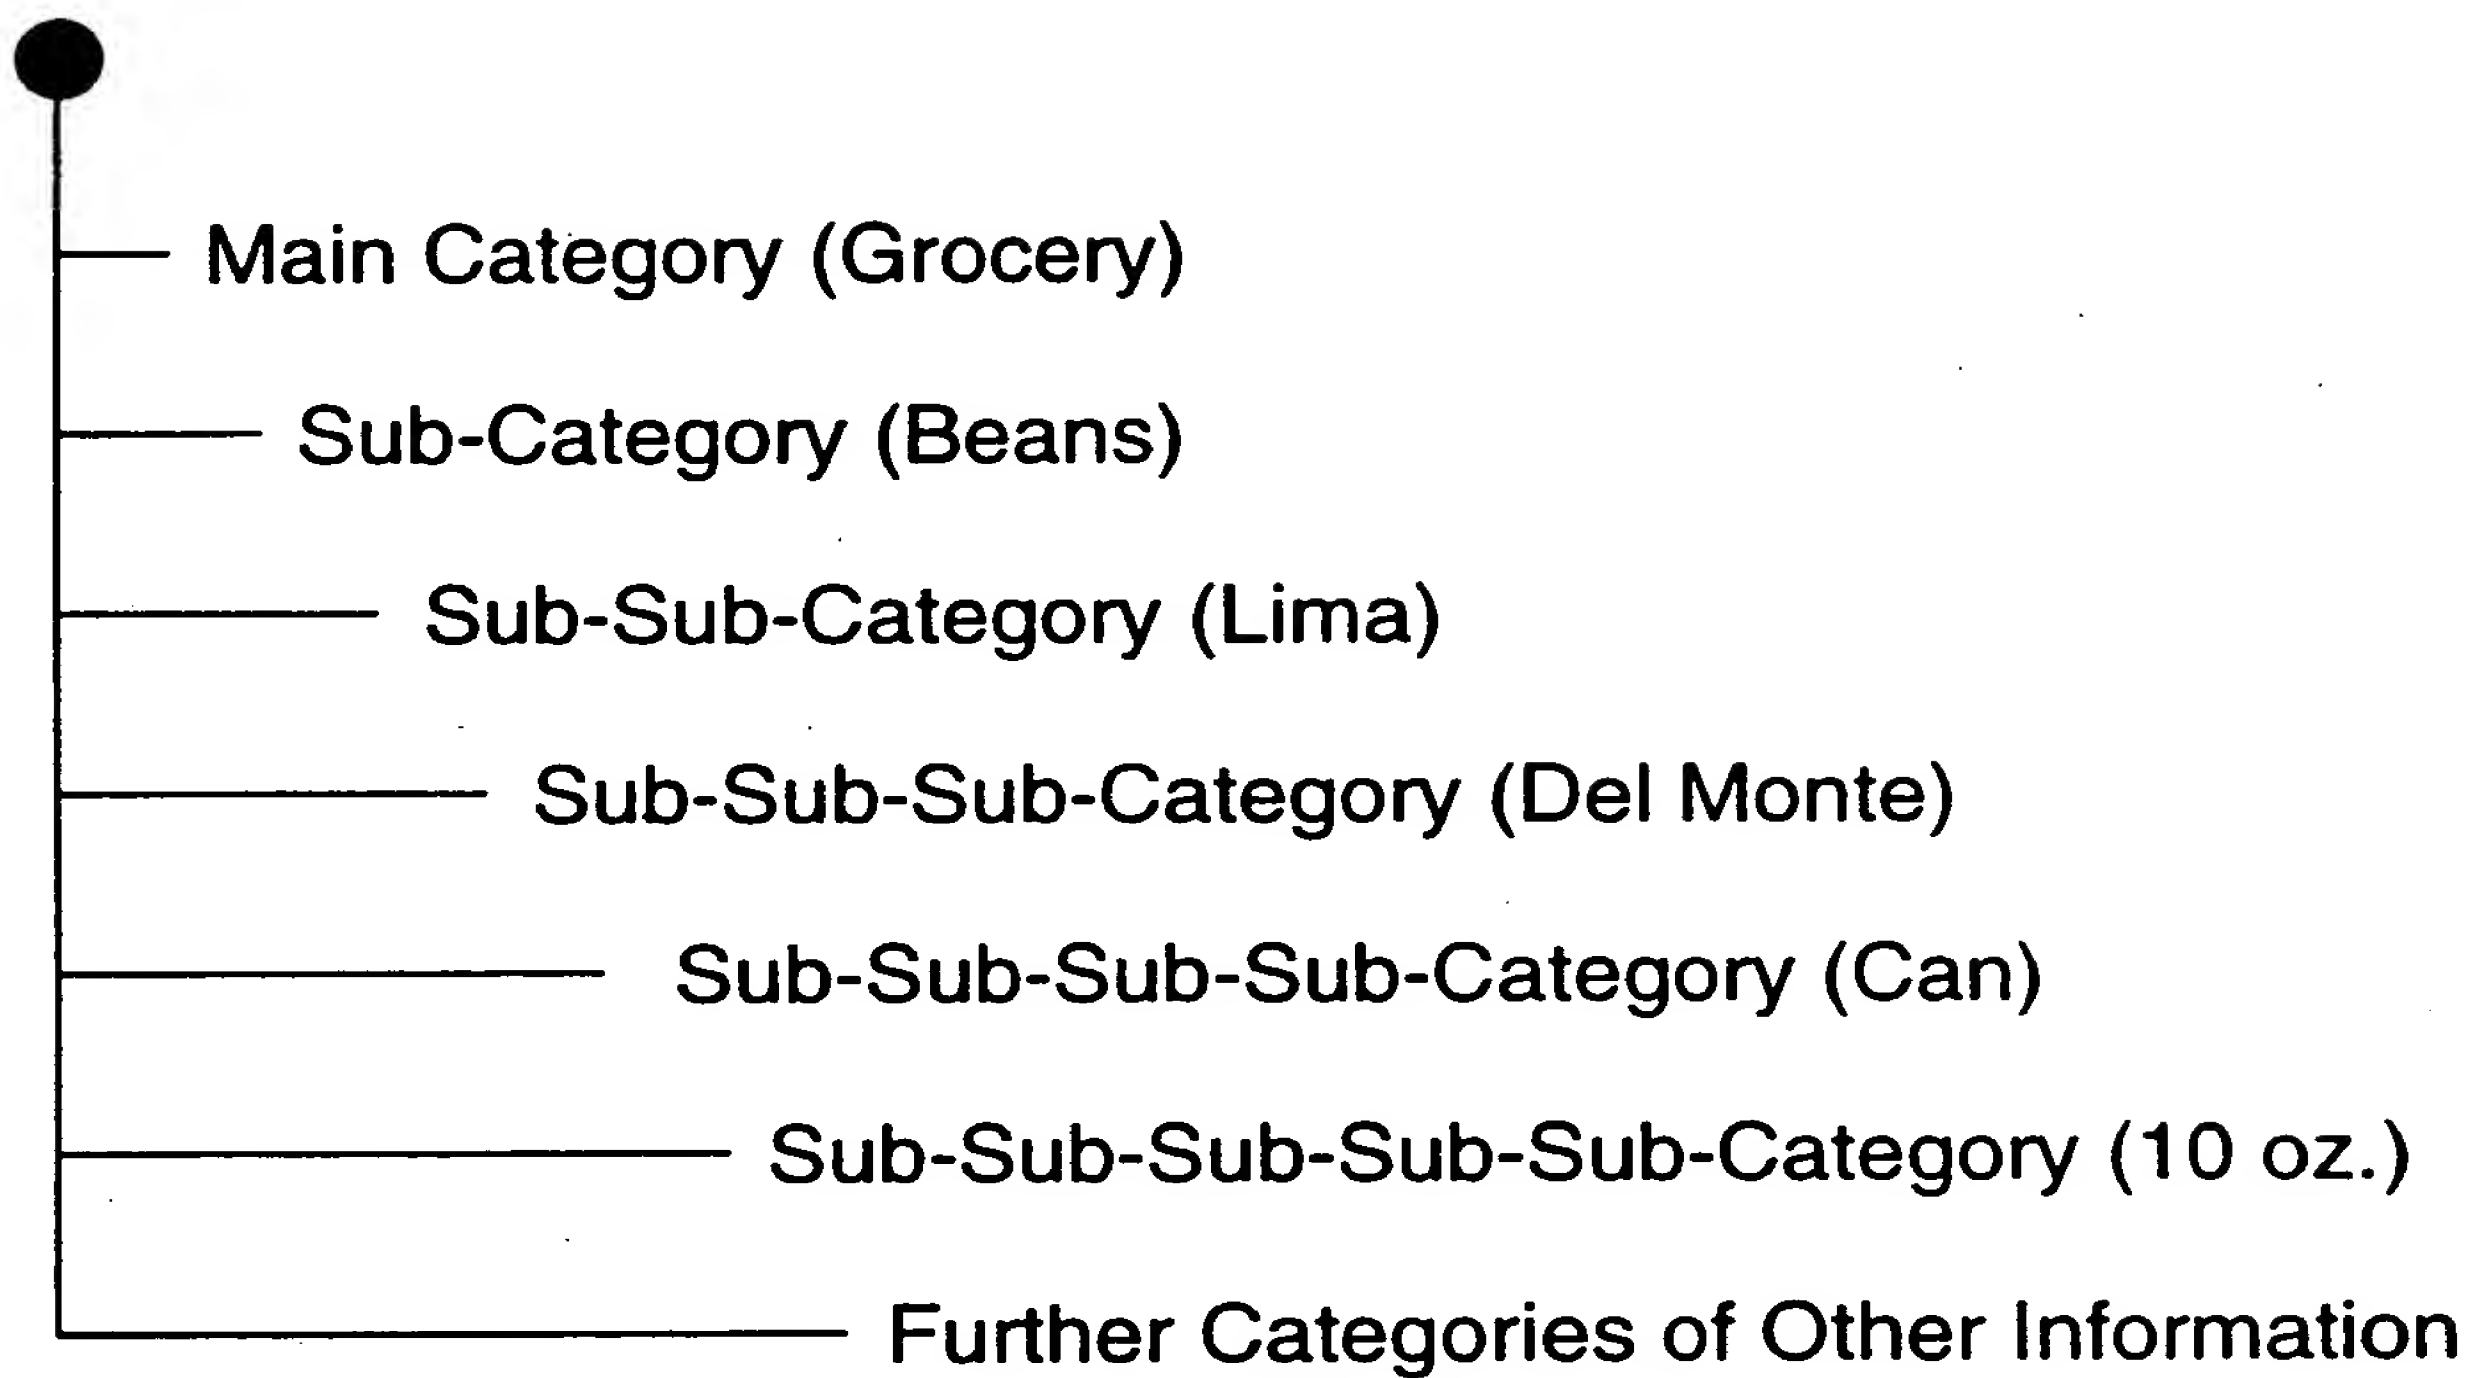 Main Category (Grocery)
Sub-Category (Beans)
Sub-Sub-Category (Lima)
Sub-Sub-Sub-Category (Del Monte)
Sub-Sub-Sub-Sub-Category (Can)
Sub-Sub-Sub-Sub-Sub-Category (10 oz.)
Further Categories of Other Information